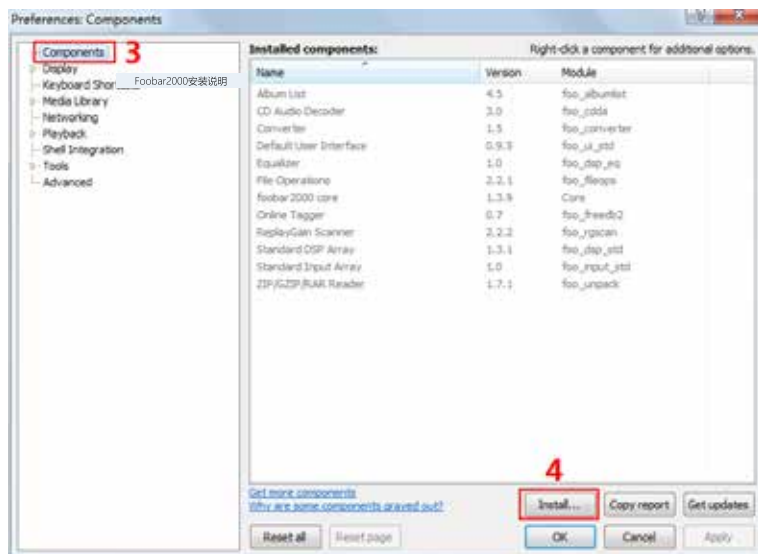 Preferences: Components
Components 3
Display
Keyboard Shor
Foobar2000安装说明
Media Library
Networking
Playback
Shell Integration
Tools
Advanced
Installed components: Right-click a component for additional options.
Name Version Module
Album List 4.5 foo_albumlist
CD Audio Decoder 3.0 foo_cdda
Converter 1.5 foo_converter
Default User Interface 0.9.5 foo_ui_std
Equalizer 1.0 foo_dsp_eq
File Operations 2.2.1 foo_fileops
foobar2000 core 1.3.9 Core
Online Tagger 0.7 foo_freedb2
ReplayGain Scanner 2.2.2 foo_rgscan
Standard DSP Array 1.3.1 foo_dsp_std
Standard Input Array 1.0 foo_input_std
ZIP/GZIP/RAR Reader 1.7.1 foo_unpack
4
Get more components
Why are some components grayed out?
Install... Copy report Get updates
Reset all Reset page OK Cancel Apply